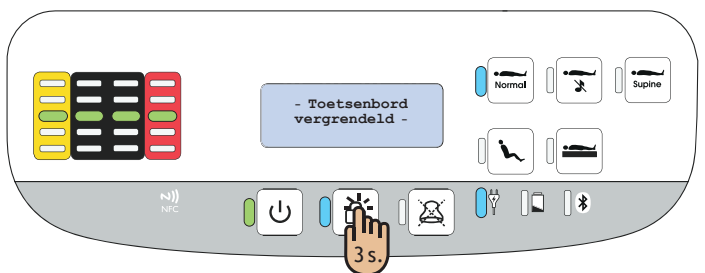 - Toetsenbord
vergrendeld -
Normal
Supine
NFC
3 s.